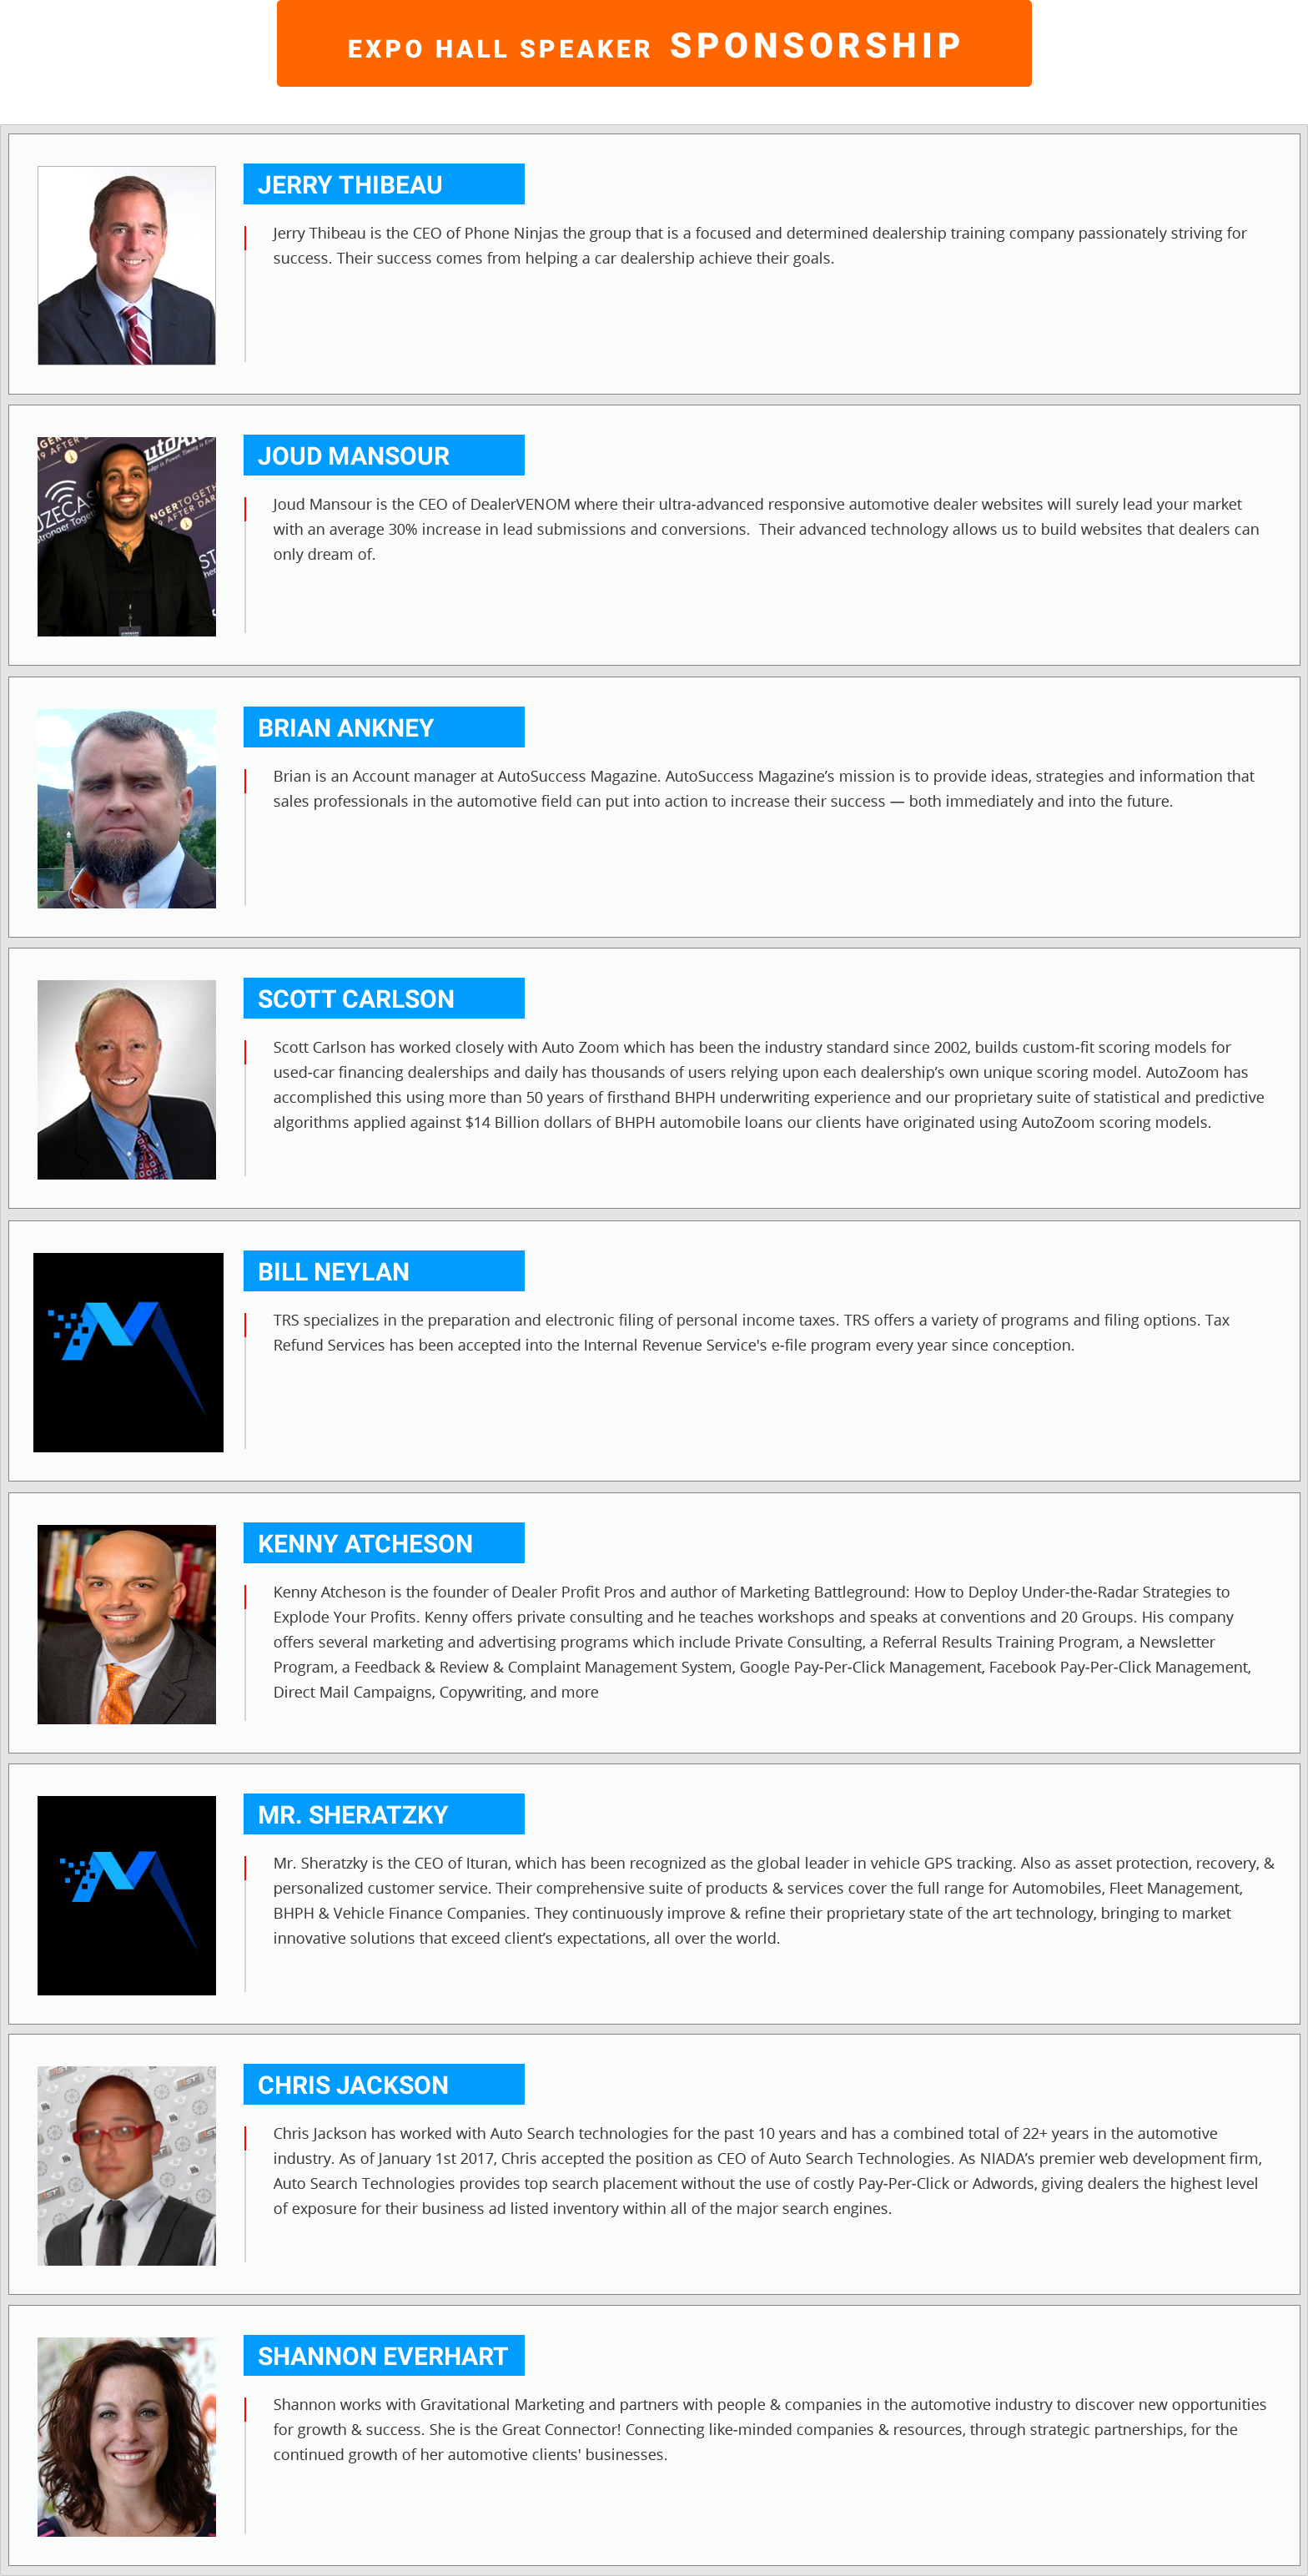 EXPO HALL SPEAKER SPONSORSHIP
JERRY THIBEAU
Jerry Thibeau is the CEO of Phone Ninjas the group that is a focused and determined dealership training company passionately striving for
success. Their success comes from helping a car dealership achieve their goals.
JOUD MANSOUR
Joud Mansour is the CEO of DealerVENOM where their ultra-advanced responsive automotive dealer websites will surely lead your market
with an average 30% increase in lead submissions and conversions.  Their advanced technology allows us to build websites that dealers can
only dream of.
BRIAN ANKNEY
Brian is an Account manager at AutoSuccess Magazine. AutoSuccess Magazine’s mission is to provide ideas, strategies and information that
sales professionals in the automotive field can put into action to increase their success — both immediately and into the future.
SCOTT CARLSON
Scott Carlson has worked closely with Auto Zoom which has been the industry standard since 2002, builds custom-fit scoring models for
used-car financing dealerships and daily has thousands of users relying upon each dealership’s own unique scoring model. AutoZoom has
accomplished this using more than 50 years of firsthand BHPH underwriting experience and our proprietary suite of statistical and predictive
algorithms applied against $14 Billion dollars of BHPH automobile loans our clients have originated using AutoZoom scoring models.
BILL NEYLAN
TRS specializes in the preparation and electronic filing of personal income taxes. TRS offers a variety of programs and filing options. Tax
Refund Services has been accepted into the Internal Revenue Service's e-file program every year since conception.
KENNY ATCHESON
Kenny Atcheson is the founder of Dealer Profit Pros and author of Marketing Battleground: How to Deploy Under-the-Radar Strategies to
Explode Your Profits. Kenny offers private consulting and he teaches workshops and speaks at conventions and 20 Groups. His company
offers several marketing and advertising programs which include Private Consulting, a Referral Results Training Program, a Newsletter
Program, a Feedback & Review & Complaint Management System, Google Pay-Per-Click Management, Facebook Pay-Per-Click Management,
Direct Mail Campaigns, Copywriting, and more
MR. SHERATZKY
Mr. Sheratzky is the CEO of Ituran, which has been recognized as the global leader in vehicle GPS tracking. Also as asset protection, recovery, &
personalized customer service. Their comprehensive suite of products & services cover the full range for Automobiles, Fleet Management,
BHPH & Vehicle Finance Companies. They continuously improve & refine their proprietary state of the art technology, bringing to market
innovative solutions that exceed client’s expectations, all over the world.
CHRIS JACKSON
Chris Jackson has worked with Auto Search technologies for the past 10 years and has a combined total of 22+ years in the automotive
industry. As of January 1st 2017, Chris accepted the position as CEO of Auto Search Technologies. As NIADA’s premier web development firm,
Auto Search Technologies provides top search placement without the use of costly Pay-Per-Click or Adwords, giving dealers the highest level
of exposure for their business ad listed inventory within all of the major search engines.
SHANNON EVERHART
Shannon works with Gravitational Marketing and partners with people & companies in the automotive industry to discover new opportunities
for growth & success. She is the Great Connector! Connecting like-minded companies & resources, through strategic partnerships, for the
continued growth of her automotive clients' businesses.